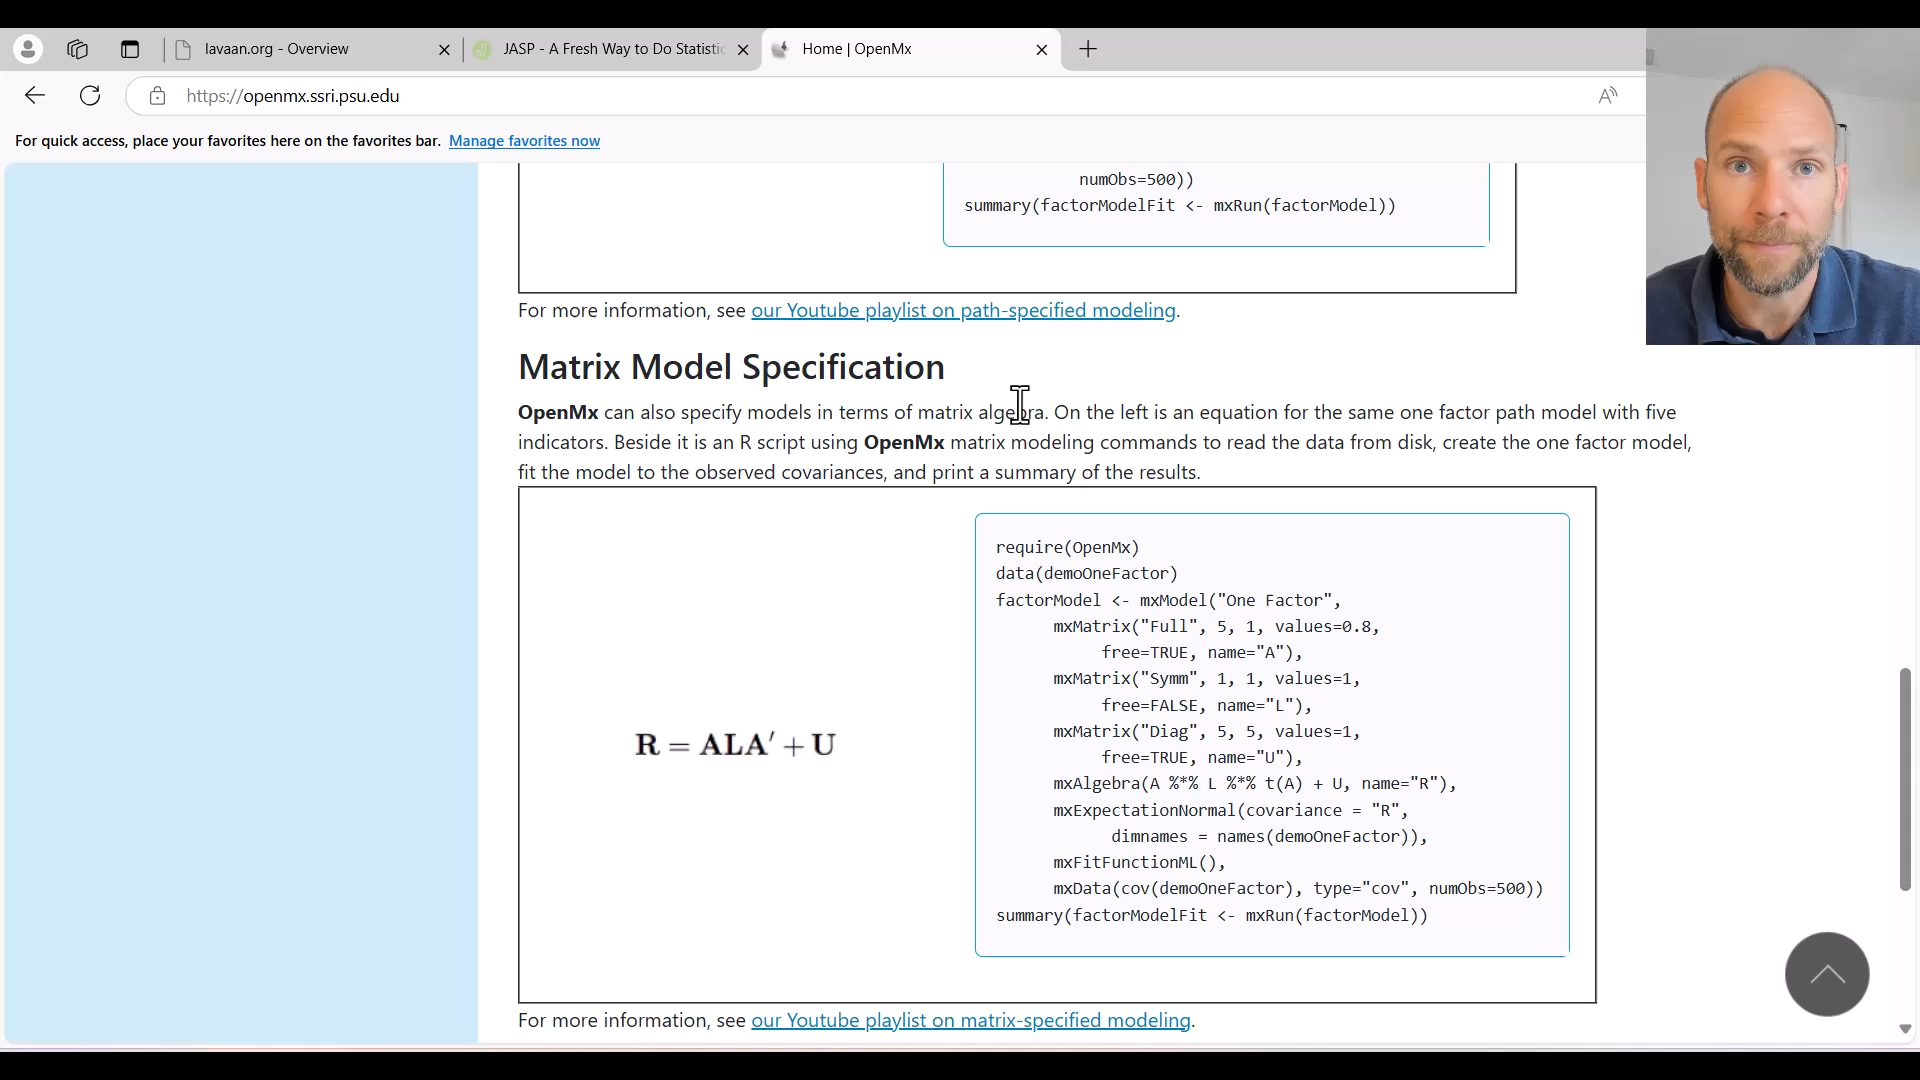 lavaan.org - Overview
JASP - A Fresh Way to Do Statistic
Home | OpenMx
https://openmx.ssri.psu.edu
For quick access, place your favorites here on the favorites bar. Manage favorites now
numObs=500))
summary(factorModelFit <- mxRun(factorModel))
For more information, see our Youtube playlist on path-specified modeling.
Matrix Model Specification
OpenMx can also specify models in terms of matrix algebra. On the left is an equation for the same one factor path model with five
indicators. Beside it is an R script using OpenMx matrix modeling commands to read the data from disk, create the one factor model,
fit the model to the observed covariances, and print a summary of the results.
R = ALA′ + U
require(OpenMx)
data(demoOneFactor)
factorModel <- mxModel("One Factor",
mxMatrix("Full", 5, 1, values=0.8,
free=TRUE, name="A"),
mxMatrix("Symm", 1, 1, values=1,
free=FALSE, name="L"),
mxMatrix("Diag", 5, 5, values=1,
free=TRUE, name="U"),
mxAlgebra(A %*% L %*% t(A) + U, name="R"),
mxExpectationNormal(covariance = "R",
dimnames = names(demoOneFactor)),
mxFitFunctionML(),
mxData(cov(demoOneFactor), type="cov", numObs=500))
summary(factorModelFit <- mxRun(factorModel))
For more information, see our Youtube playlist on matrix-specified modeling.